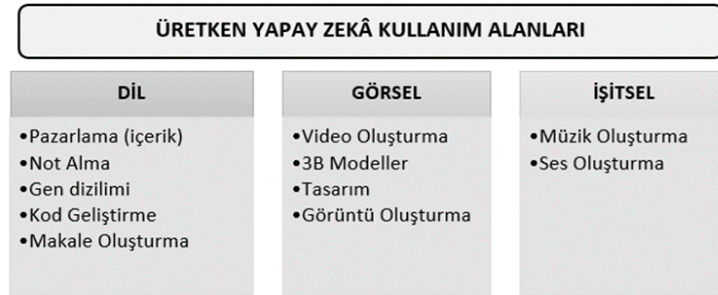 ÜRETKEN YAPAY ZEKÂ KULLANIM ALANLARI
DİL
•Pazarlama (içerik)
•Not Alma
•Gen dizilimi
•Kod Geliştirme
•Makale Oluşturma
GÖRSEL
•Video Oluşturma
•3B Modeller
•Tasarım
•Görüntü Oluşturma
İŞİTSEL
•Müzik Oluşturma
•Ses Oluşturma